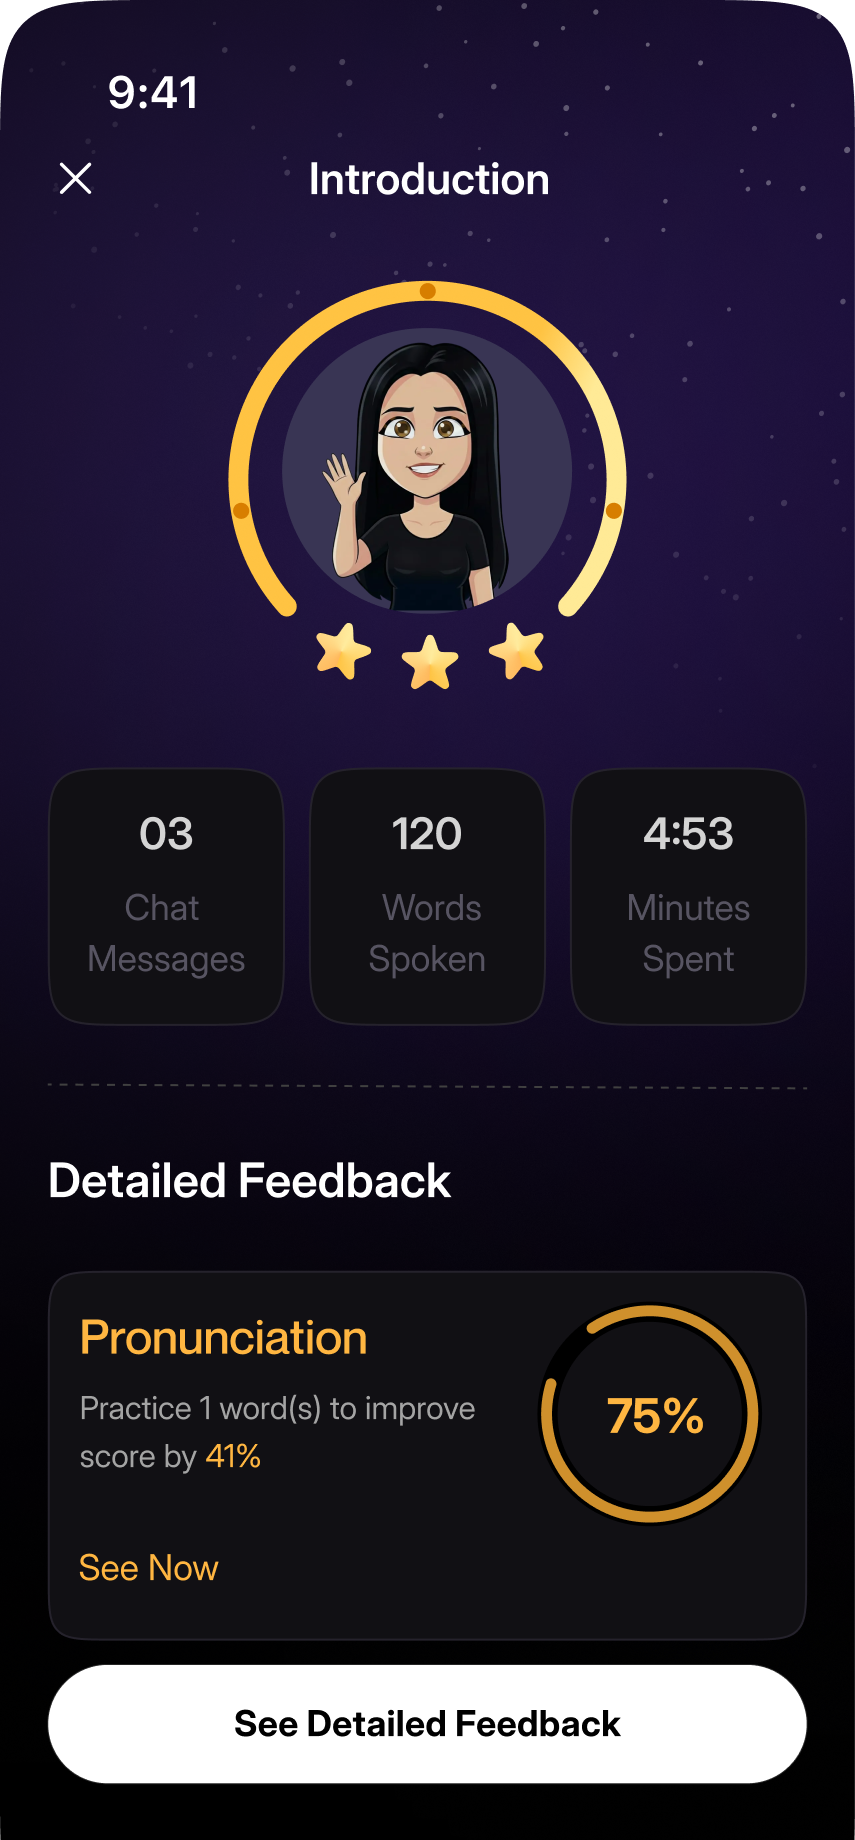 9:41
Introduction
03
Chat
Messages
120
Words
Spoken
4:53
Minutes
Spent
Detailed Feedback
Pronunciation
Practice 1 word(s) to improve
score by 41%
75%
See Now
See Detailed Feedback